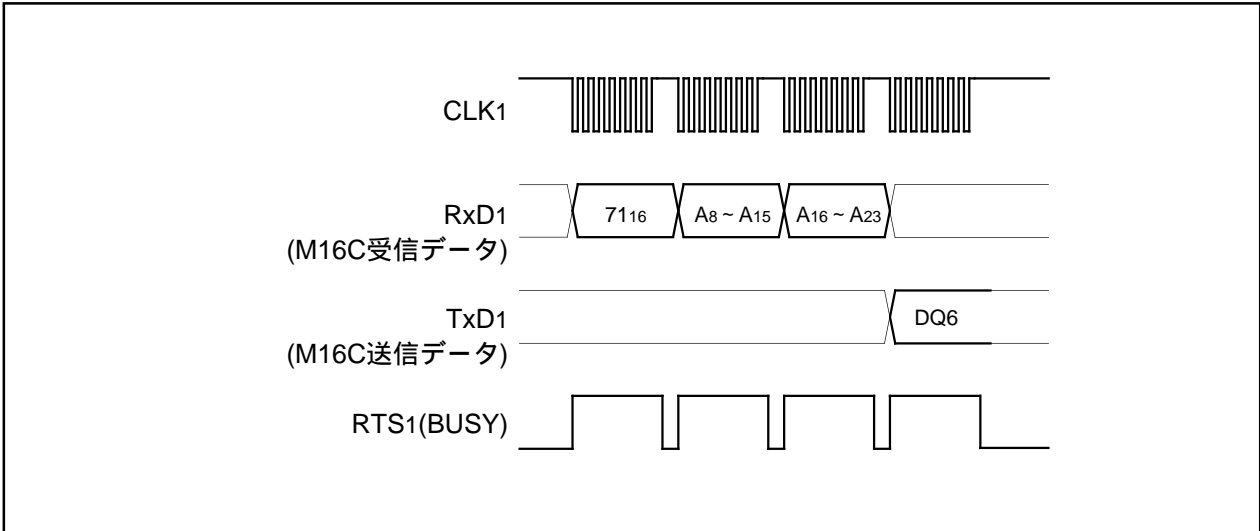 CLK1
RxD1
(M16C受信データ)
7116
A8 ~ A15
A16 ~ A23
TxD1
(M16C送信データ)
DQ6
RTS1(BUSY)